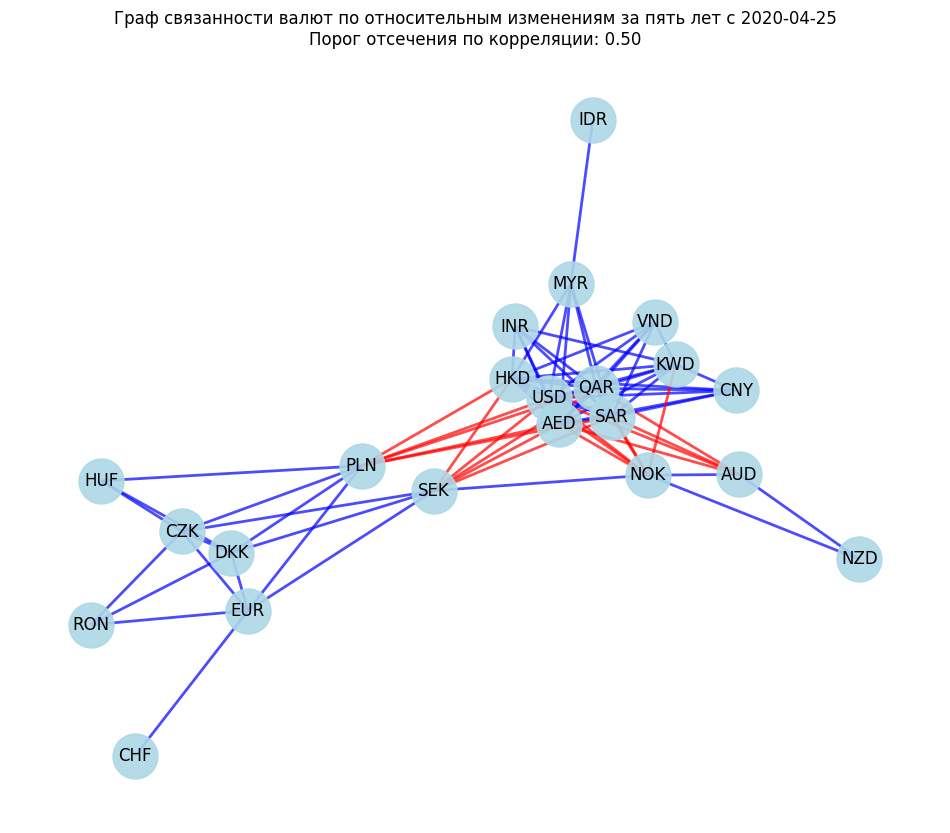 Граф связанности валют по относительным изменениям за пять лет с 2020-04-25
Порог отсечения по корреляции: 0.50
IDR
MYR
INR
VND
KWD
HKD
QAR
CNY
USD
SAR
AED
PLN
NOK
AUD
HUF
SEK
CZK
DKK
NZD
EUR
RON
CHF